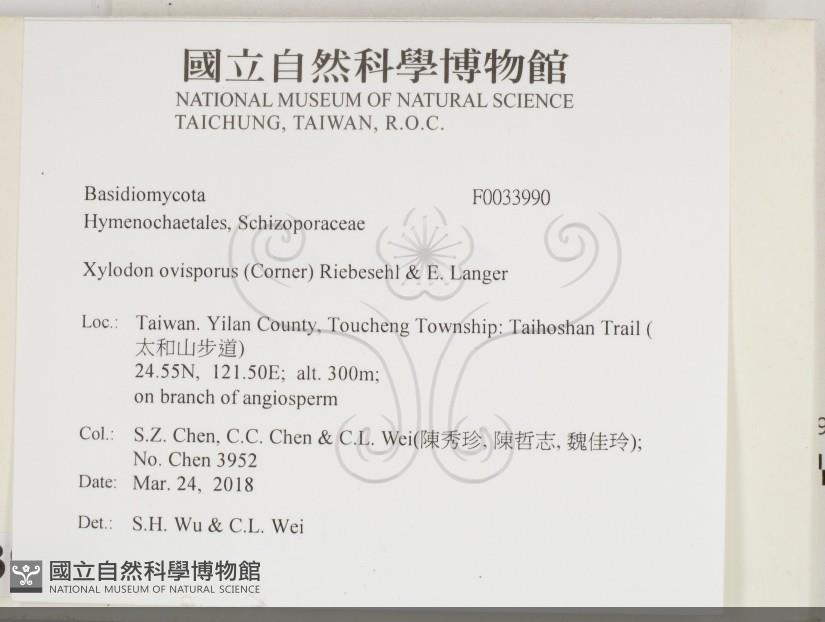 國立自然科學博物館
NATIONAL MUSEUM OF NATURAL SCIENCE
TAICHUNG, TAIWAN, R.O.C.
Basidiomycota F0033990
Hymenochaetales, Schizoporaceae
Xylodon ovisporus (Corner) Riebesehl & E. Langer
Loc.: Taiwan. Yilan County, Toucheng Township: Taihoshan Trail (
太和山步道)
24.55N, 121.50E; alt. 300m;
on branch of angiosperm
Col.: S.Z. Chen, C.C. Chen & C.L. Wei(陳秀珍, 陳哲志, 魏佳玲);
No. Chen 3952
Date: Mar. 24, 2018
Det.: S.H. Wu & C.L. Wei
國立自然科學博物館
NATIONAL MUSEUM OF NATURAL SCIENCE